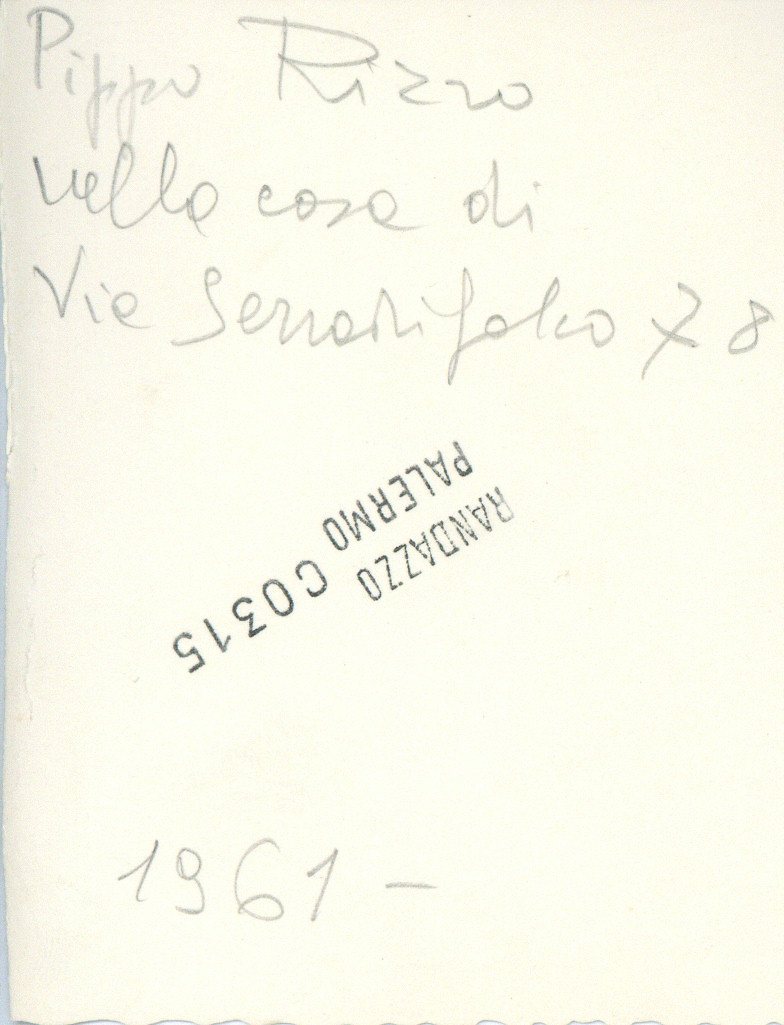 Pippo Rizzo
nella casa di
Via Serradifalco 78
RANDAZZO
PALERMO
C0315
1961 -